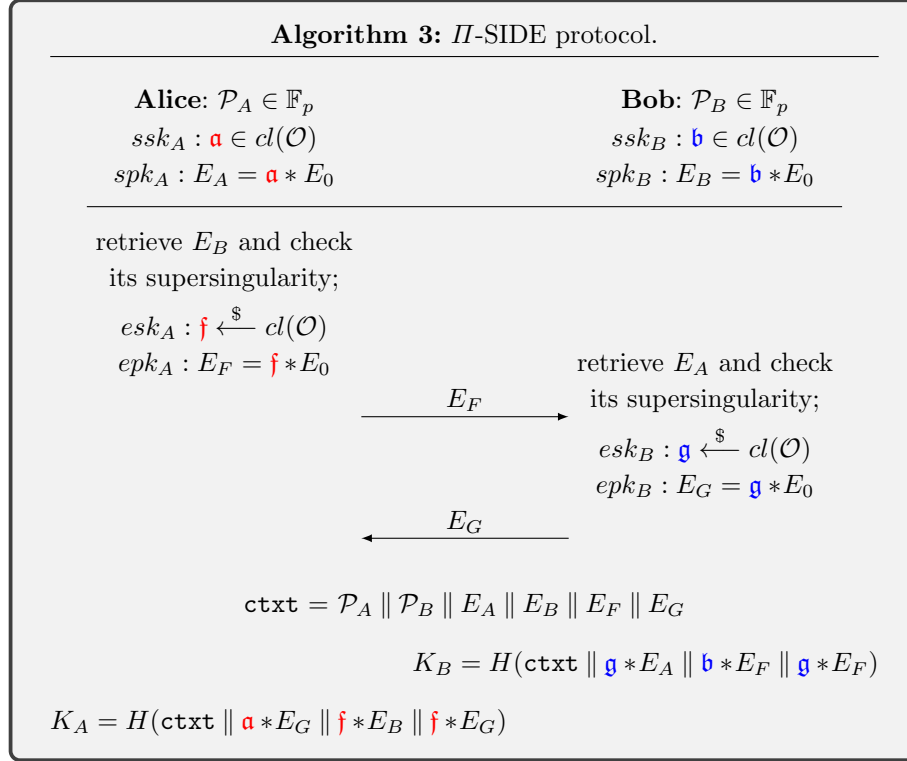 Algorithm 3: Π-SIDE protocol.
Alice: 𝒫_A ∈ 𝔽_p
ssk_A : 𝔞 ∈ cl(𝒪)
spk_A : E_A = 𝔞 ∗ E_0
Bob: 𝒫_B ∈ 𝔽_p
ssk_B : 𝔟 ∈ cl(𝒪)
spk_B : E_B = 𝔟 ∗ E_0
retrieve E_B and check
its supersingularity;
esk_A : 𝔣 ←$ cl(𝒪)
epk_A : E_F = 𝔣 ∗ E_0
E_F
retrieve E_A and check
its supersingularity;
esk_B : 𝔤 ←$ cl(𝒪)
epk_B : E_G = 𝔤 ∗ E_0
E_G
ctxt = 𝒫_A ∥ 𝒫_B ∥ E_A ∥ E_B ∥ E_F ∥ E_G
K_B = H(ctxt ∥ 𝔤 ∗ E_A ∥ 𝔟 ∗ E_F ∥ 𝔤 ∗ E_F)
K_A = H(ctxt ∥ 𝔞 ∗ E_G ∥ 𝔣 ∗ E_B ∥ 𝔣 ∗ E_G)